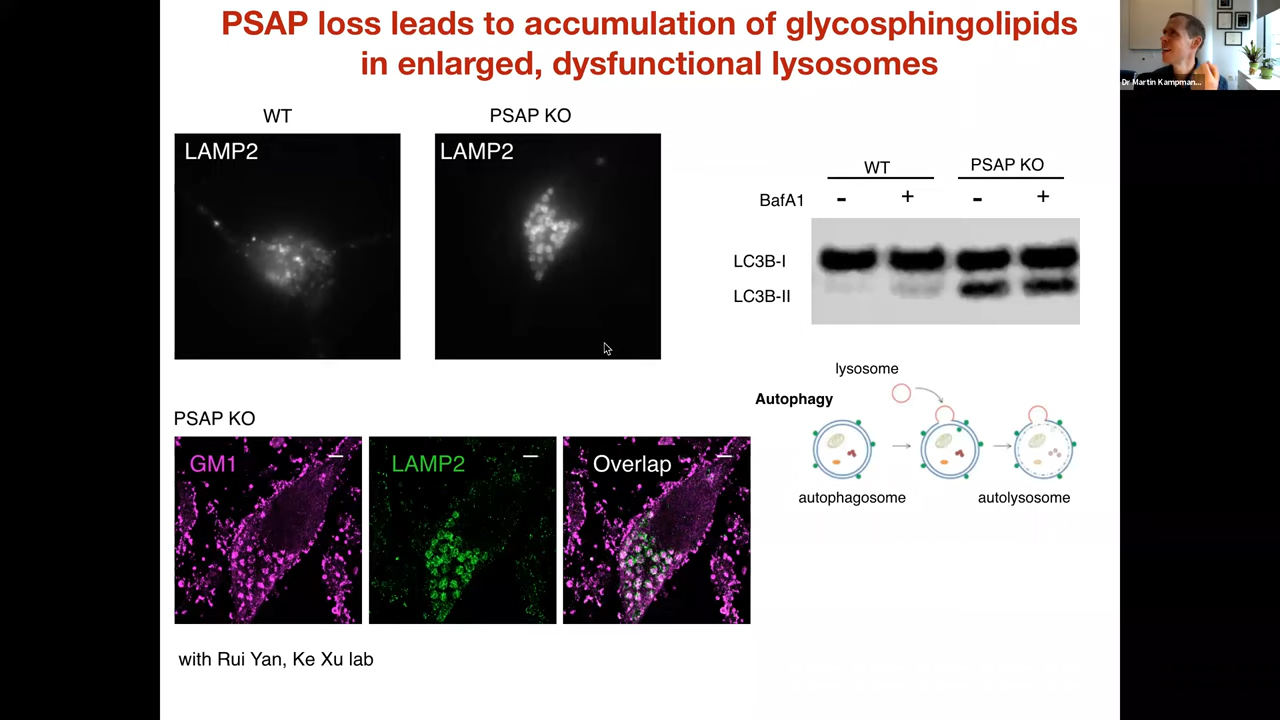 PSAP loss leads to accumulation of glycosphingolipids
in enlarged, dysfunctional lysosomes
Dr Martin Kampman...
WT
PSAP KO
LAMP2
LAMP2
WT
PSAP KO
BafA1
-
+
-
+
LC3B-I
LC3B-II
lysosome
Autophagy
autophagosome
autolysosome
PSAP KO
GM1
LAMP2
Overlap
with Rui Yan, Ke Xu lab